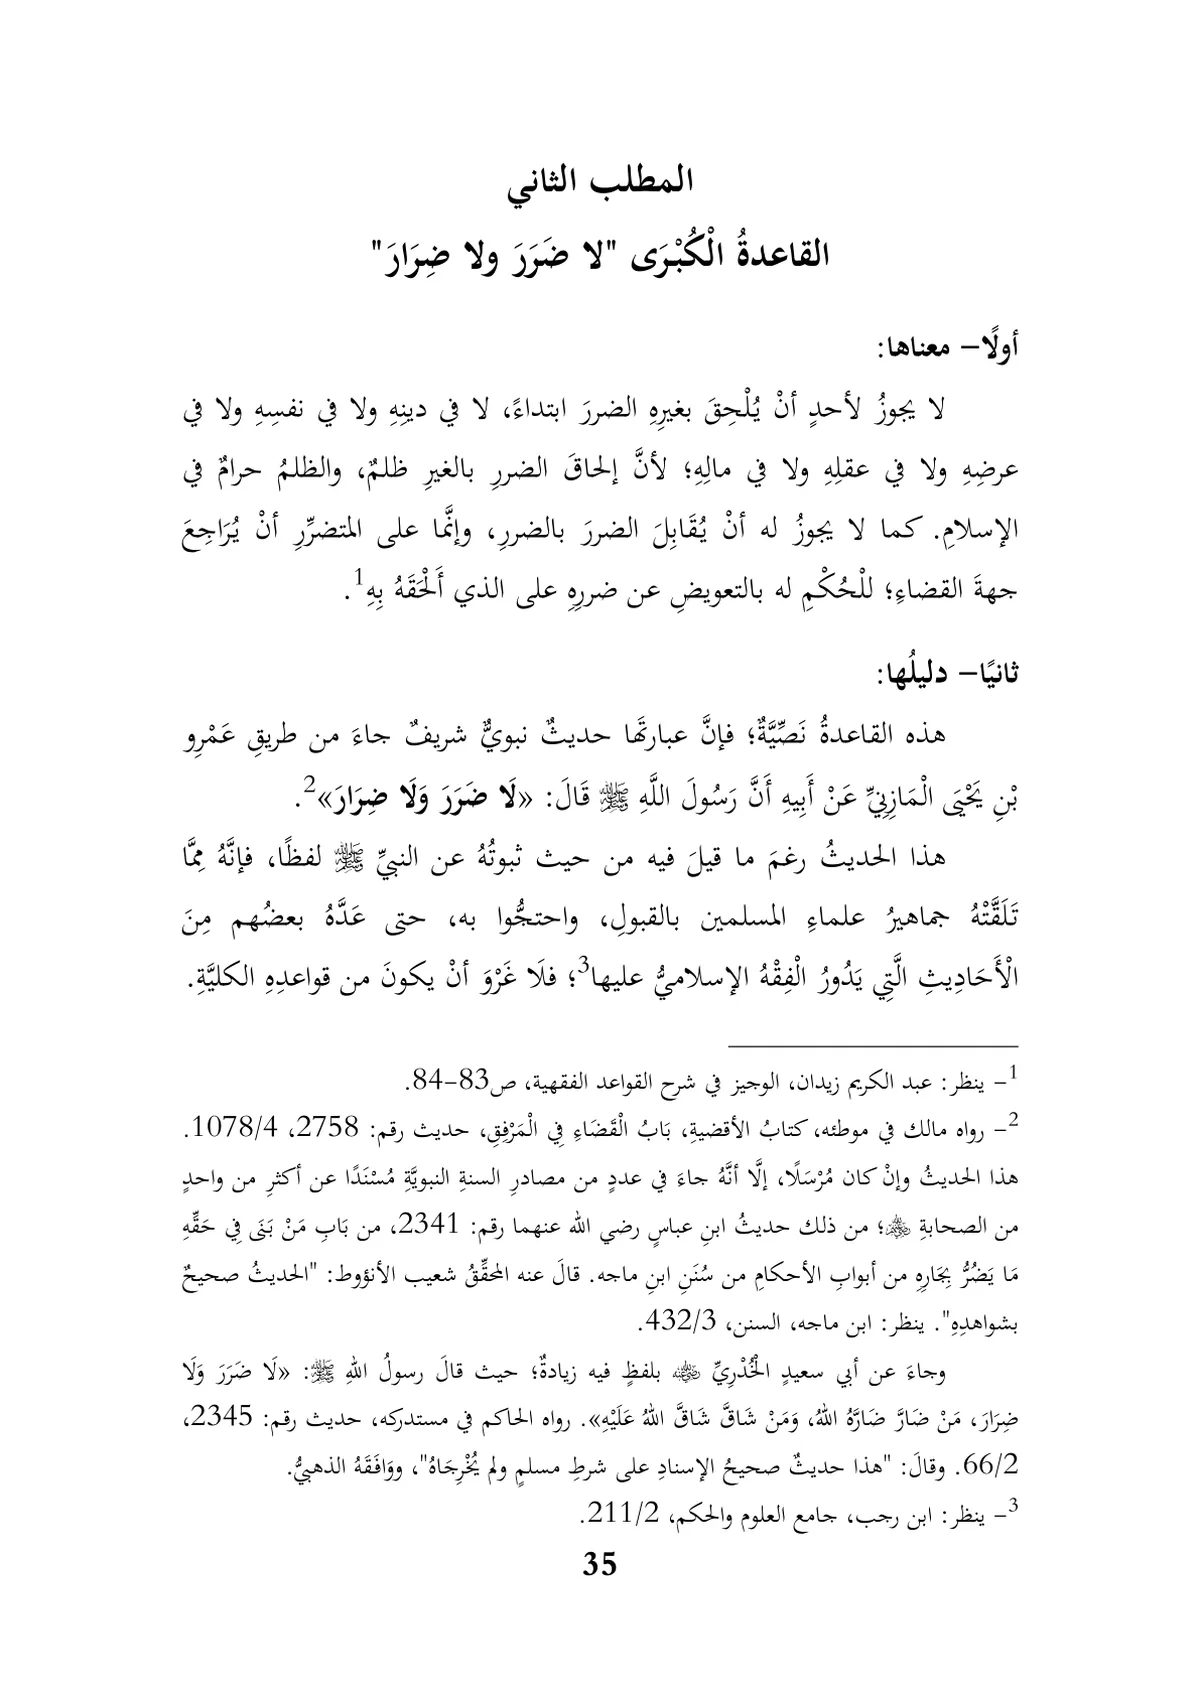 المطلب الثاني
القاعدةُ الْكُبْرَى "لا ضَرَرَ ولا ضِرَارَ"
أولًا– معناها:
لا يجوزُ لأحدٍ أنْ يُلْحِقَ بغيرِهِ الضررَ ابتداءً، لا في دينِهِ ولا في نفسِهِ ولا في
عرضِهِ ولا في عقلِهِ ولا في مالِهِ؛ لأنَّ إلحاقَ الضررِ بالغيرِ ظلمٌ، والظلمُ حرامٌ في
الإسلامِ. كما لا يجوزُ له أنْ يُقَابِلَ الضررَ بالضررِ، وإنَّما على المتضرِّرِ أنْ يُرَاجِعَ
جهةَ القضاءِ؛ للْحُكْمِ له بالتعويضِ عن ضررِهِ على الذي أَلْحَقَهُ بِهِ1.
ثانيًا– دليلُها:
هذه القاعدةُ نَصِّيَّةٌ؛ فإنَّ عبارتَها حديثٌ نبويٌّ شريفٌ جاءَ من طريقِ عَمْرِو
بْنِ يَحْيَى الْمَازِنِيِّ عَنْ أَبِيهِ أَنَّ رَسُولَ اللَّهِ ﷺ قَالَ: «لَا ضَرَرَ وَلَا ضِرَارَ»2.
هذا الحديثُ رغمَ ما قيلَ فيه من حيث ثبوتُهُ عن النبيِّ ﷺ لفظًا، فإنَّهُ مِمَّا
تَلَقَّتْهُ جماهيرُ علماءِ المسلمين بالقبولِ، واحتجُّوا به، حتى عَدَّهُ بعضُهم مِنَ
الْأَحَادِيثِ الَّتِي يَدُورُ الْفِقْهُ الإسلاميُّ عليها3؛ فلَا غَرْوَ أنْ يكونَ من قواعدِهِ الكليَّةِ.
1– ينظر: عبد الكريم زيدان، الوجيز في شرح القواعد الفقهية، ص83-84.
2– رواه مالك في موطئه، كتابُ الأقضيةِ، بَابُ الْقَضَاءِ فِي الْمَرْفِقِ، حديث رقم: 2758، 1078/4.
هذا الحديثُ وإنْ كان مُرْسَلًا، إلَّا أنَّهُ جاءَ في عددٍ من مصادرِ السنةِ النبويَّةِ مُسْنَدًا عن أكثرِ من واحدٍ
من الصحابةِ ﷺ؛ من ذلك حديثُ ابنِ عباسٍ رضي الله عنهما رقم: 2341، من بَابِ مَنْ بَنَى فِي حَقِّهِ
مَا يَضُرُّ بِجَارِهِ من أبوابِ الأحكامِ من سُنَنِ ابنِ ماجه. قالَ عنه المحقِّقُ شعيب الأنؤوط: "الحديثُ صحيحٌ
بشواهدِهِ". ينظر: ابن ماجه، السنن، 432/3.
وجاءَ عن أبي سعيدٍ الْخُدْرِيِّ بلفظٍ فيه زيادةٌ؛ حيث قالَ رسولُ اللهِ ﷺ: «لَا ضَرَرَ وَلَا
ضِرَارَ، مَنْ ضَارَّ ضَارَّهُ اللهُ، وَمَنْ شَاقَّ شَاقَّ اللهُ عَلَيْهِ». رواه الحاكم في مستدركه، حديث رقم: 2345،
66/2. وقالَ: "هذا حديثٌ صحيحُ الإسنادِ على شرطِ مسلمٍ ولم يُخْرِجَاهُ"، ووَافَقَهُ الذهبيُّ.
3– ينظر: ابن رجب، جامع العلوم والحكم، 211/2.
35